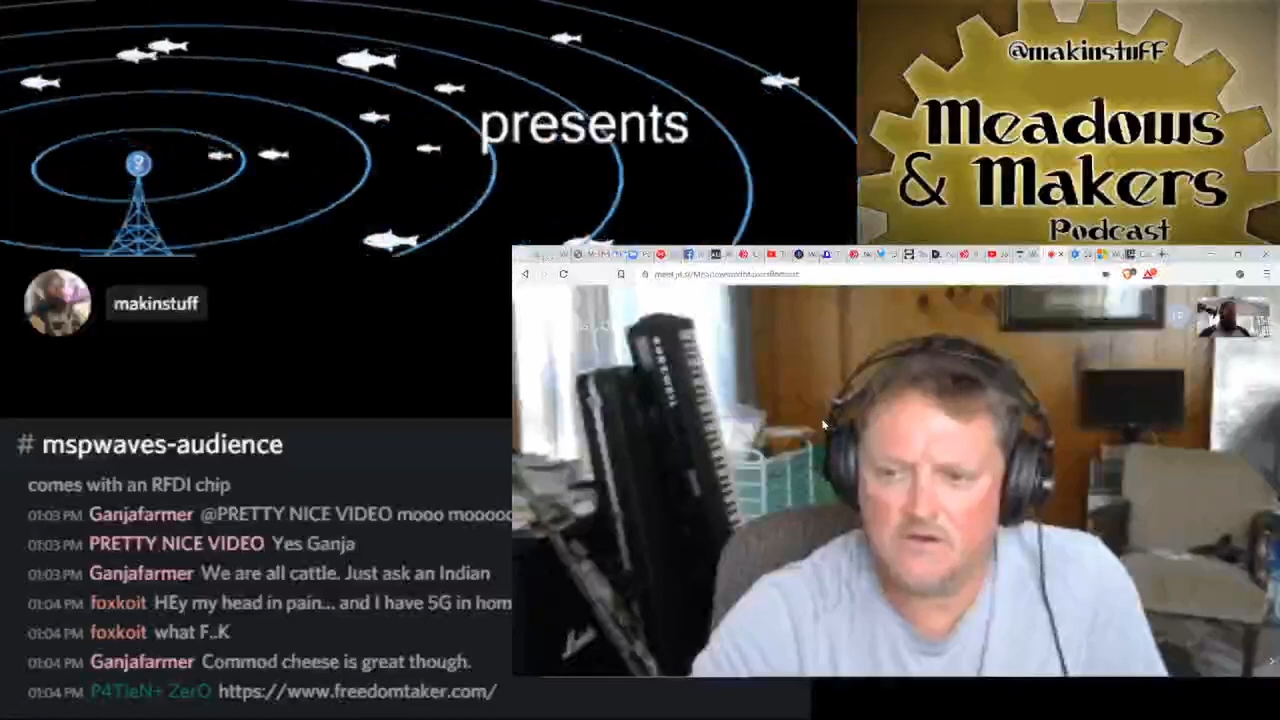 presents
@makinstuff
Meadows
& Makers
Podcast
makinstuff
# mspwaves-audience
comes with an RFDI chip
01:03 PM Ganjafarmer @PRETTY NICE VIDEO mooo moooo
01:03 PM PRETTY NICE VIDEO Yes Ganja
01:03 PM Ganjafarmer We are all cattle. Just ask an Indian
01:04 PM foxkoit HEy my head in pain... and I have 5G in hom
01:04 PM foxkoit what F..K
01:04 PM Ganjafarmer Commod cheese is great though.
01:04 PM P4TIeN+ ZerO https://www.freedomtaker.com/
KURZWEIL